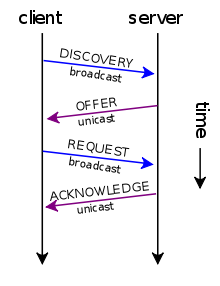 client server
DISCOVERY
broadcast
OFFER
unicast
REQUEST
broadcast
ACKNOWLEDGE
unicast
time